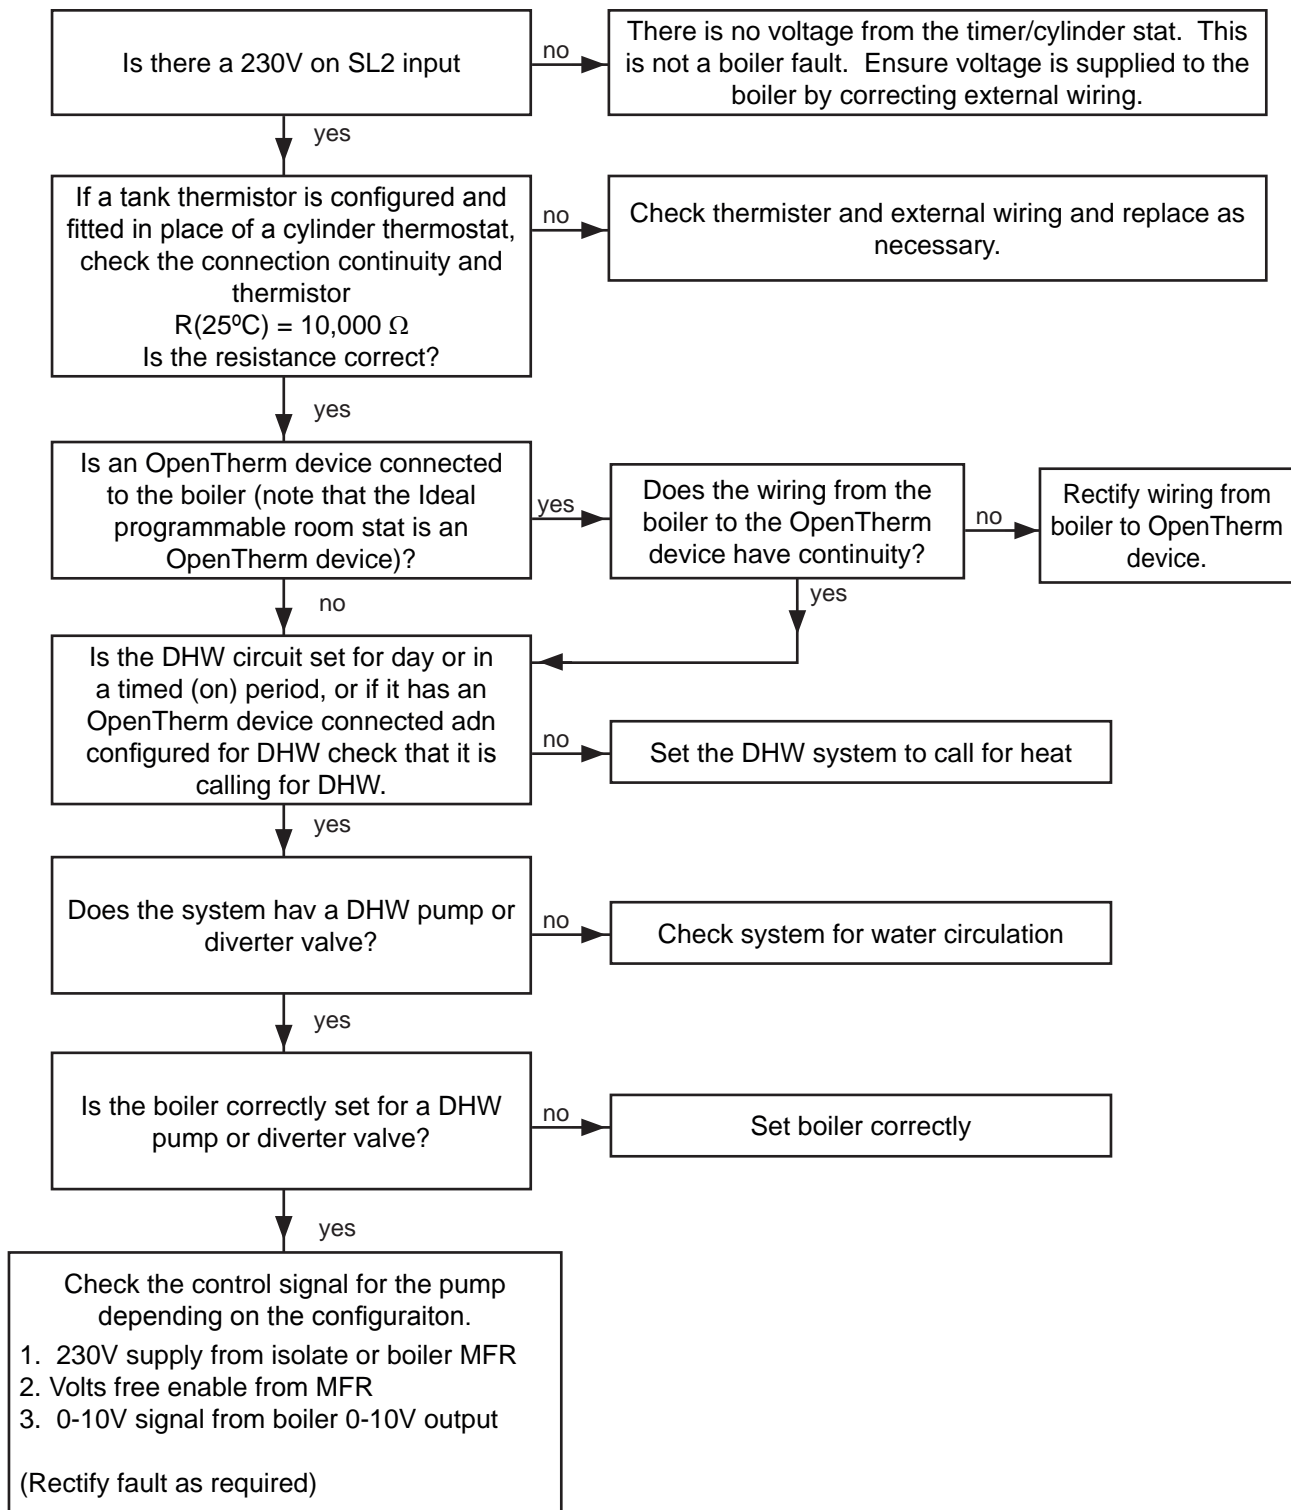 Is there a 230V on SL2 input
no
There is no voltage from the timer/cylinder stat.  This
is not a boiler fault.  Ensure voltage is supplied to the
boiler by correcting external wiring.
yes
If a tank thermistor is configured and
fitted in place of a cylinder thermostat,
check the connection continuity and
thermistor
R(25ºC) = 10,000 Ω
Is the resistance correct?
no
Check thermister and external wiring and replace as
necessary.
yes
Is an OpenTherm device connected
to the boiler (note that the Ideal
programmable room stat is an
OpenTherm device)?
yes
Does the wiring from the
boiler to the OpenTherm
device have continuity?
no
Rectify wiring from
boiler to OpenTherm
device.
yes
no
Is the DHW circuit set for day or in
a timed (on) period, or if it has an
OpenTherm device connected adn
configured for DHW check that it is
calling for DHW.
no
Set the DHW system to call for heat
yes
Does the system hav a DHW pump or
diverter valve?
no
Check system for water circulation
yes
Is the boiler correctly set for a DHW
pump or diverter valve?
no
Set boiler correctly
yes
Check the control signal for the pump
depending on the configuraiton.
1.  230V supply from isolate or boiler MFR
2. Volts free enable from MFR
3.  0-10V signal from boiler 0-10V output
(Rectify fault as required)